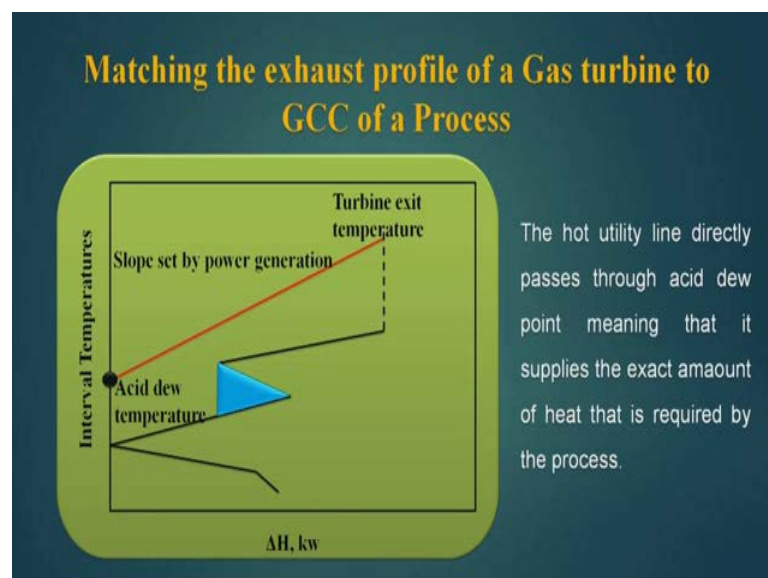 Matching the exhaust profile of a Gas turbine to
GCC of a Process
Turbine exit
temperature
Slope set by power generation
Acid dew
temperature
Interval Temperatures
ΔH, kw
The hot utility line directly
passes through acid dew
point meaning that it
supplies the exact amaount
of heat that is required by
the process.